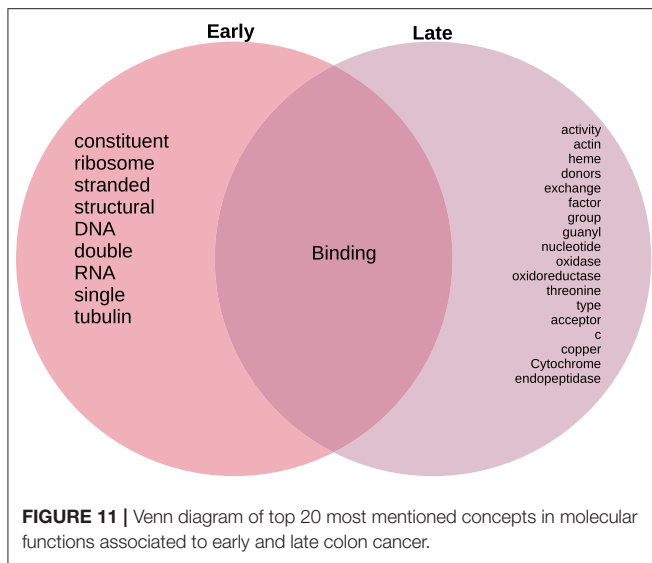 Early
Late
constituent
ribosome
stranded
structural
DNA
double
RNA
single
tubulin
Binding
activity
actin
heme
donors
exchange
factor
group
guanyl
nucleotide
oxidase
oxidoreductase
threonine
type
acceptor
c
copper
Cytochrome
endopeptidase
FIGURE 11 | Venn diagram of top 20 most mentioned concepts in molecular
functions associated to early and late colon cancer.